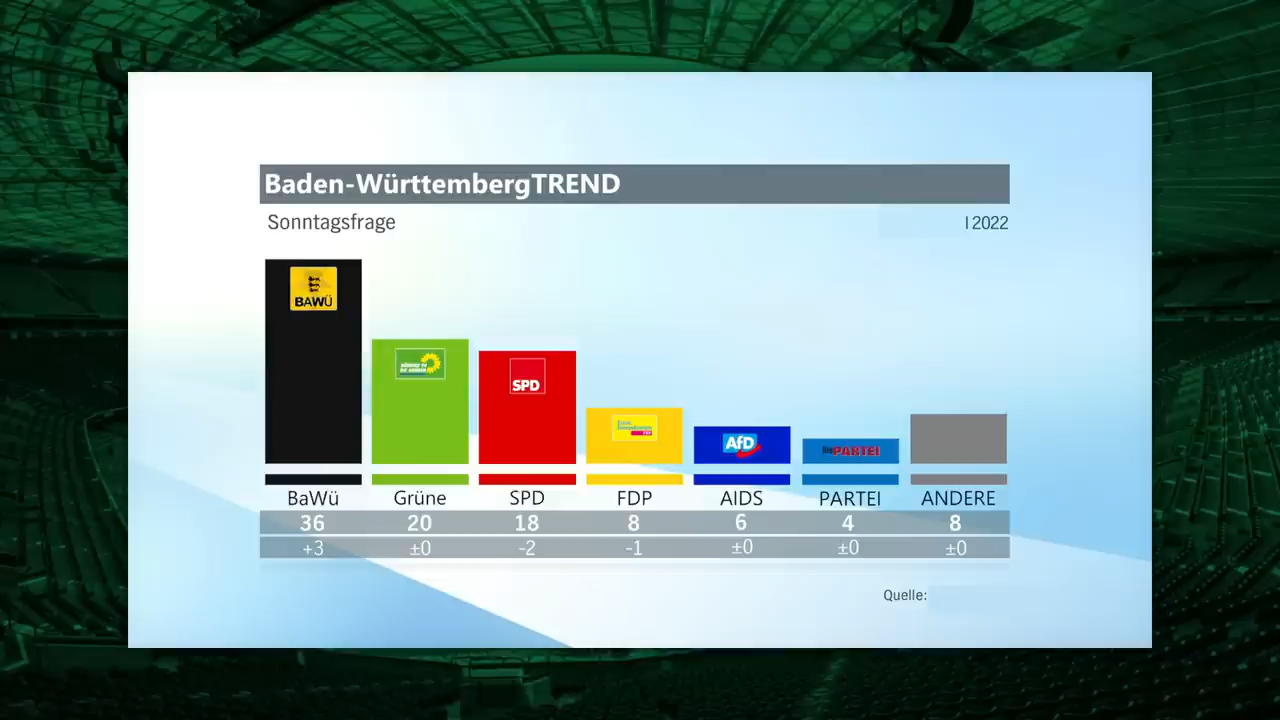 Baden-WürttembergTREND
Sonntagsfrage
I 2022
BAWÜ
SPD
AfD
Die PARTEI
BaWü Grüne SPD FDP AIDS PARTEI ANDERE
36 20 18 8 6 4 8
+3 ±0 -2 -1 ±0 ±0 ±0
Quelle: